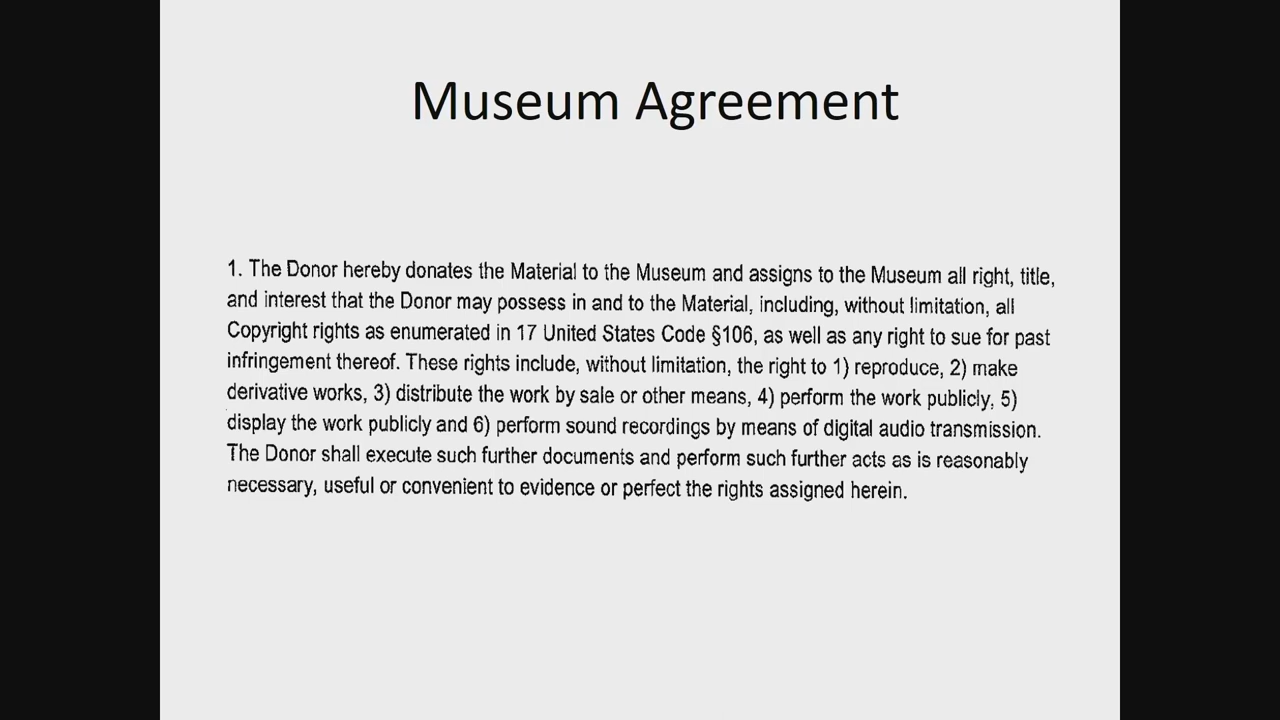 Museum Agreement
1. The Donor hereby donates the Material to the Museum and assigns to the Museum all right, title,
and interest that the Donor may possess in and to the Material, including, without limitation, all
Copyright rights as enumerated in 17 United States Code §106, as well as any right to sue for past
infringement thereof. These rights include, without limitation, the right to 1) reproduce, 2) make
derivative works, 3) distribute the work by sale or other means, 4) perform the work publicly, 5)
display the work publicly and 6) perform sound recordings by means of digital audio transmission.
The Donor shall execute such further documents and perform such further acts as is reasonably
necessary, useful or convenient to evidence or perfect the rights assigned herein.